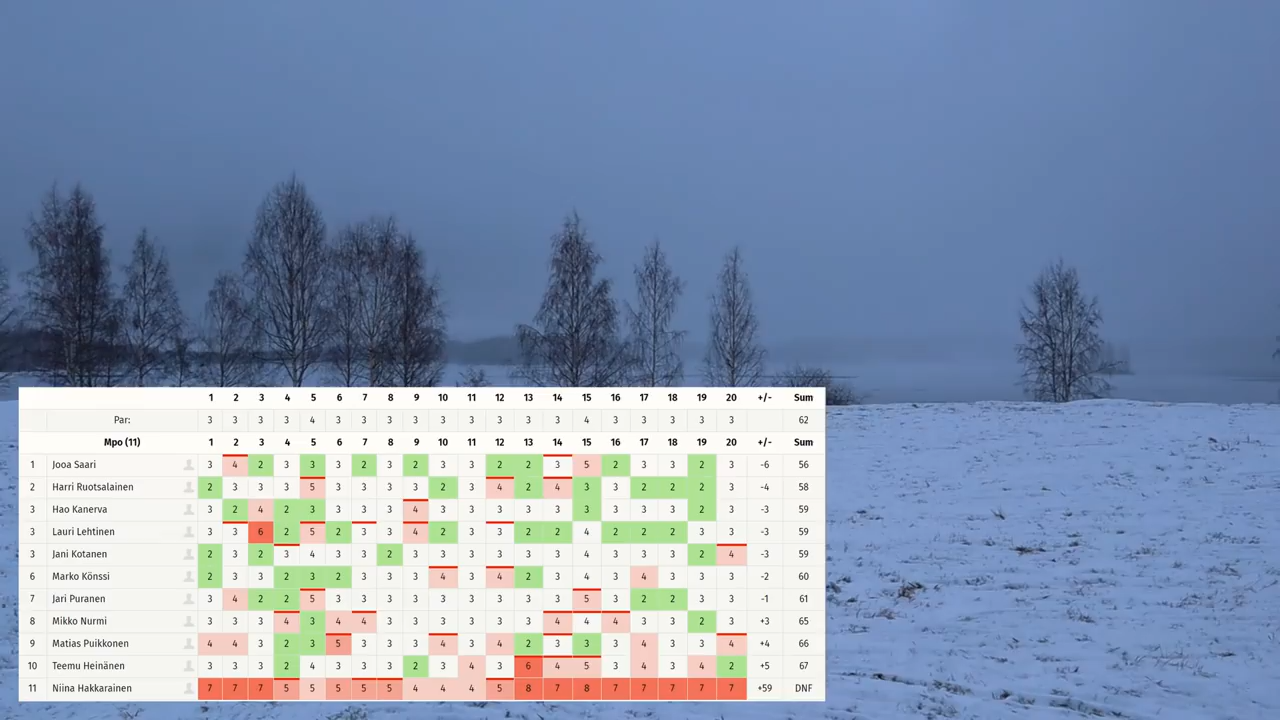 1 2 3 4 5 6 7 8 9 10 11 12 13 14 15 16 17 18 19 20 +/- Sum
Par: 3 3 3 3 4 3 3 3 3 3 3 3 3 3 4 3 3 3 3 3 62
Mpo (11) 1 2 3 4 5 6 7 8 9 10 11 12 13 14 15 16 17 18 19 20 +/- Sum
1 Jooa Saari 3 4 2 3 3 3 2 3 2 3 3 2 2 3 5 2 3 3 2 3 -6 56
2 Harri Ruotsalainen 2 3 3 3 5 3 3 3 3 2 3 4 2 4 3 3 2 2 2 3 -4 58
3 Hao Kanerva 3 2 4 2 3 3 3 3 4 3 3 3 3 3 3 3 3 3 2 3 -3 59
3 Lauri Lehtinen 3 3 6 2 5 2 3 3 4 2 3 3 2 2 4 2 2 2 3 3 -3 59
3 Jani Kotanen 2 3 2 3 4 3 3 2 3 3 3 3 3 3 4 3 3 3 2 4 -3 59
6 Marko Könssi 2 3 3 2 3 2 3 3 3 4 3 4 2 3 4 3 4 3 3 3 -2 60
7 Jari Puranen 3 4 2 2 5 3 3 3 3 3 3 3 3 3 5 3 2 2 3 3 -1 61
8 Mikko Nurmi 3 3 3 4 3 4 4 3 3 3 3 3 3 4 4 4 3 3 2 3 +3 65
9 Matias Puikkonen 4 4 3 2 3 5 3 3 3 4 3 4 2 3 3 3 4 3 3 4 +4 66
10 Teemu Heinänen 3 3 3 2 4 3 3 3 2 3 4 3 6 4 5 3 4 3 4 2 +5 67
11 Niina Hakkarainen 7 7 7 5 5 5 5 5 4 4 4 5 8 7 8 7 7 7 7 7 +59 DNF